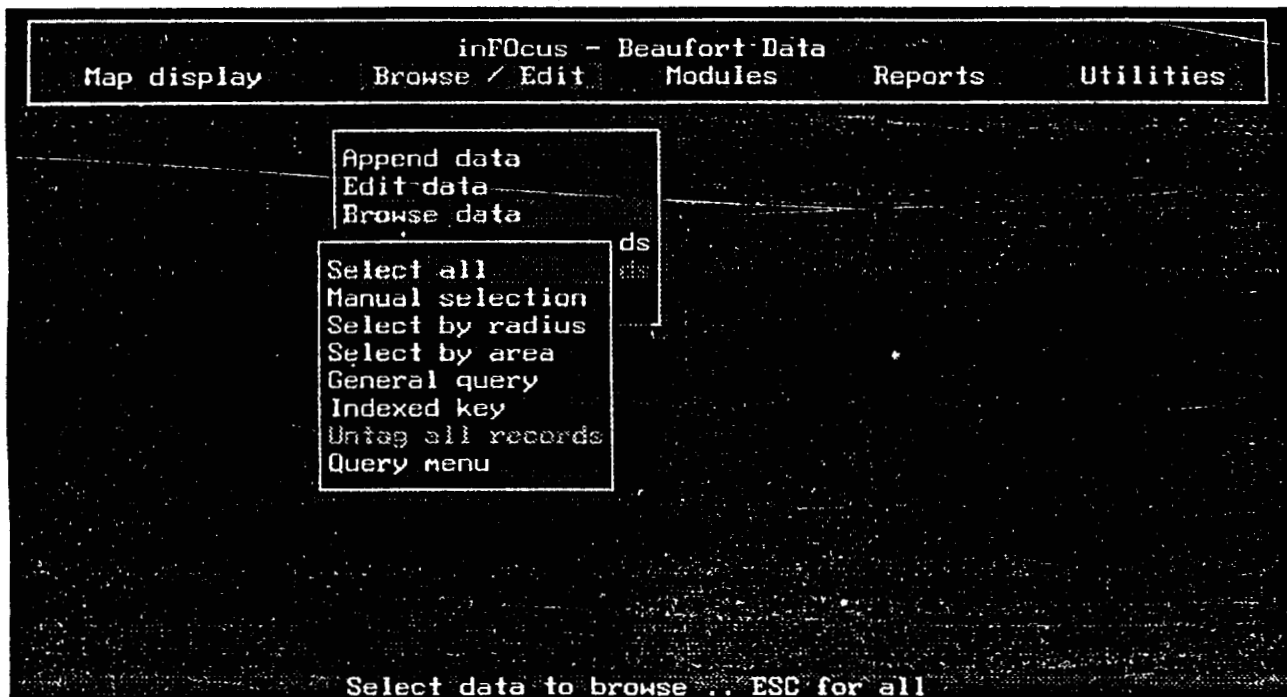 inFOcus - Beaufort Data
Map display Browse / Edit Modules Reports Utilities
Append data
Edit data
Browse data
ds
ds
Select all
Manual selection
Select by radius
Select by area
General query
Indexed key
Untag all records
Query menu
Select data to browse .. ESC for all